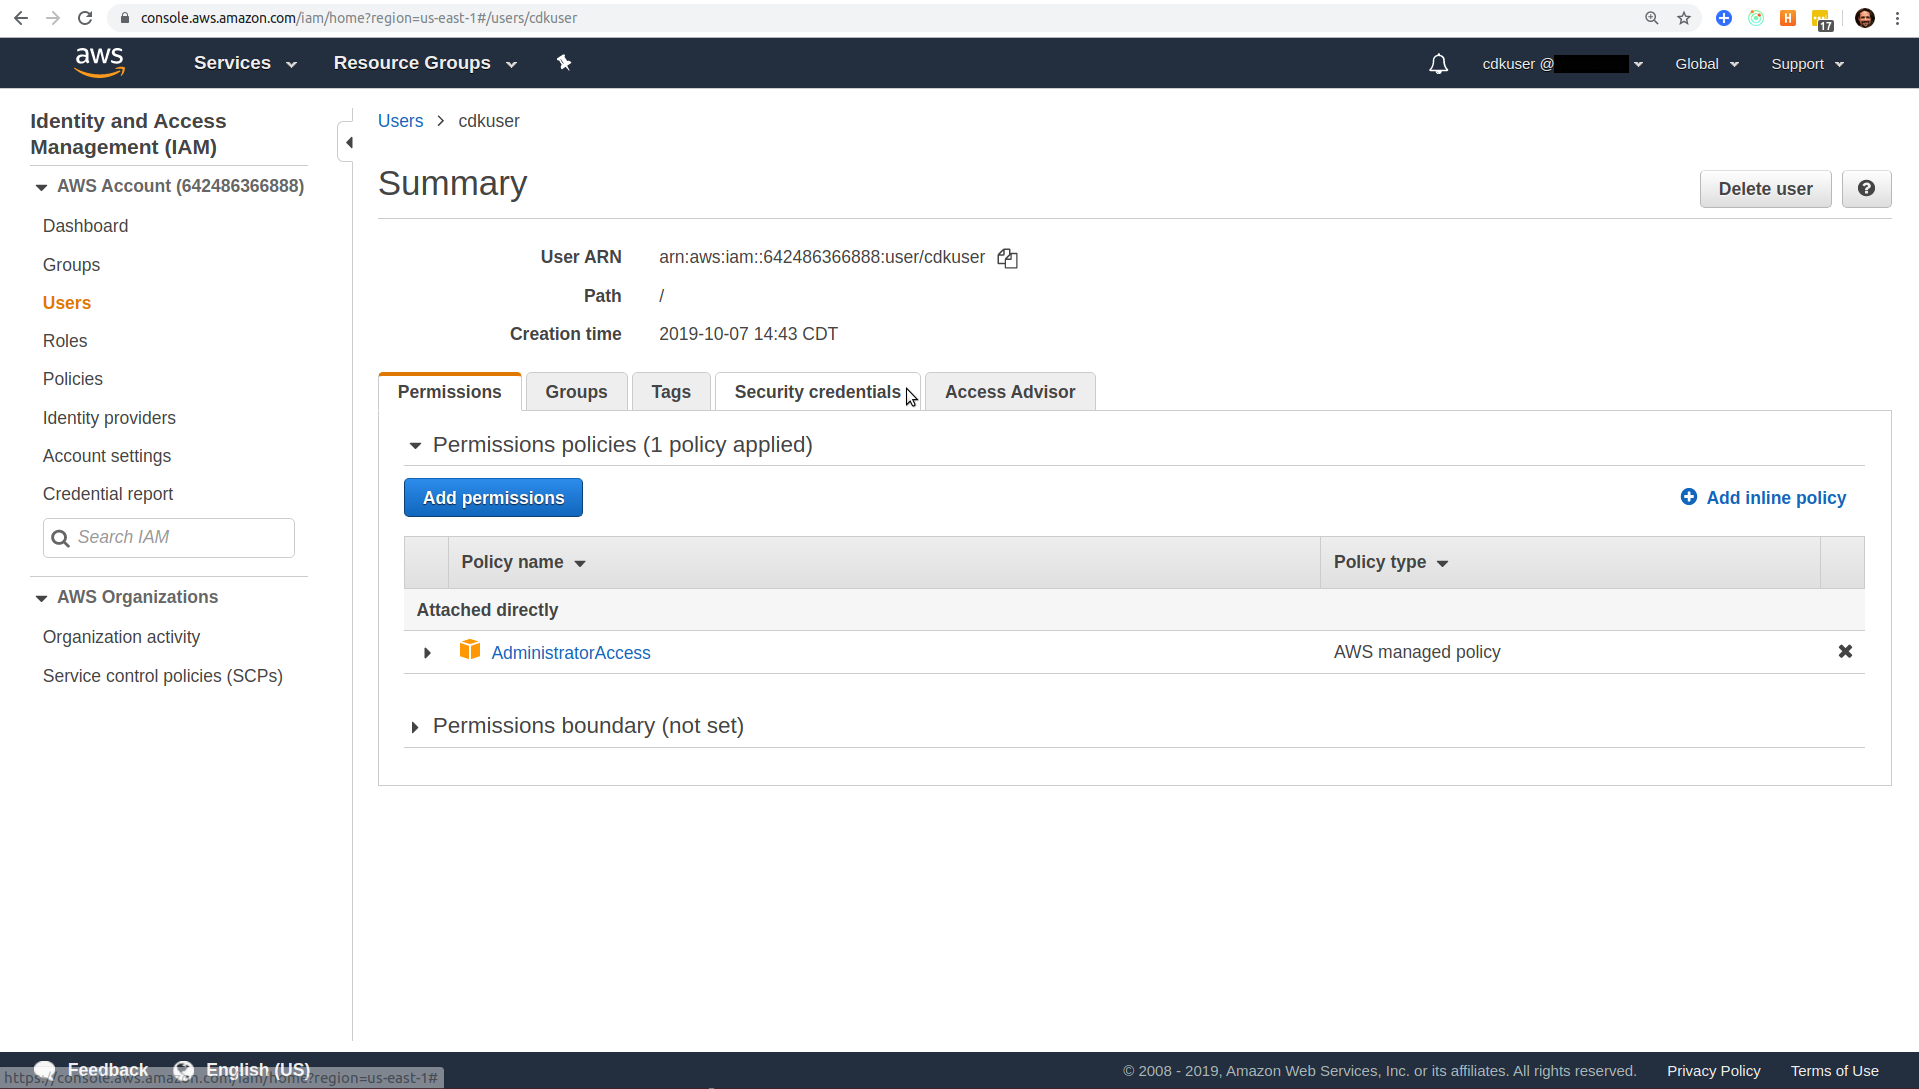 console.aws.amazon.com/iam/home?region=us-east-1#/users/cdkuser
17
aws
Services
Resource Groups
cdkuser @
Global
Support
Identity and Access
Management (IAM)
AWS Account (642486366888)
Dashboard
Groups
Users
Roles
Policies
Identity providers
Account settings
Credential report
Search IAM
AWS Organizations
Organization activity
Service control policies (SCPs)
Users > cdkuser
Summary
Delete user
?
User ARN arn:aws:iam::642486366888:user/cdkuser
Path /
Creation time 2019-10-07 14:43 CDT
Permissions
Groups
Tags
Security credentials
Access Advisor
Permissions policies (1 policy applied)
Add permissions
Add inline policy
Policy name
Policy type
Attached directly
AdministratorAccess
AWS managed policy
Permissions boundary (not set)
Feedback
English (US)
https://console.aws.amazon.com/iam/home?region=us-east-1#
© 2008 - 2019, Amazon Web Services, Inc. or its affiliates. All rights reserved.
Privacy Policy
Terms of Use